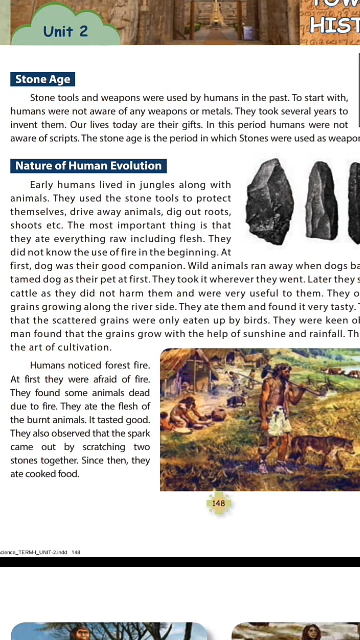 Unit 2
TOW
HIST
Stone Age
Stone tools and weapons were used by humans in the past. To start with,
humans were not aware of any weapons or metals. They took several years to
invent them. Our lives today are their gifts. In this period humans were not
aware of scripts. The stone age is the period in which Stones were used as weapo
Nature of Human Evolution
Early humans lived in jungles along with
animals. They used the stone tools to protect
themselves, drive away animals, dig out roots,
shoots etc. The most important thing is that
they ate everything raw including flesh. They
did not know the use of fire in the beginning. At
first, dog was their good companion. Wild animals ran away when dogs ba
tamed dog as their pet at first. They took it wherever they went. Later they s
cattle as they did not harm them and were very useful to them. They o
grains growing along the river side. They ate them and found it very tasty. T
that the scattered grains were only eaten up by birds. They were keen ob
man found that the grains grow with the help of sunshine and rainfall. Th
the art of cultivation.
Humans noticed forest fire.
At first they were afraid of fire.
They found some animals dead
due to fire. They ate the flesh of
the burnt animals. It tasted good.
They also observed that the spark
came out by scratching two
stones together. Since then, they
ate cooked food.
148
cience_TERM-I_UNIT-2.indd 148